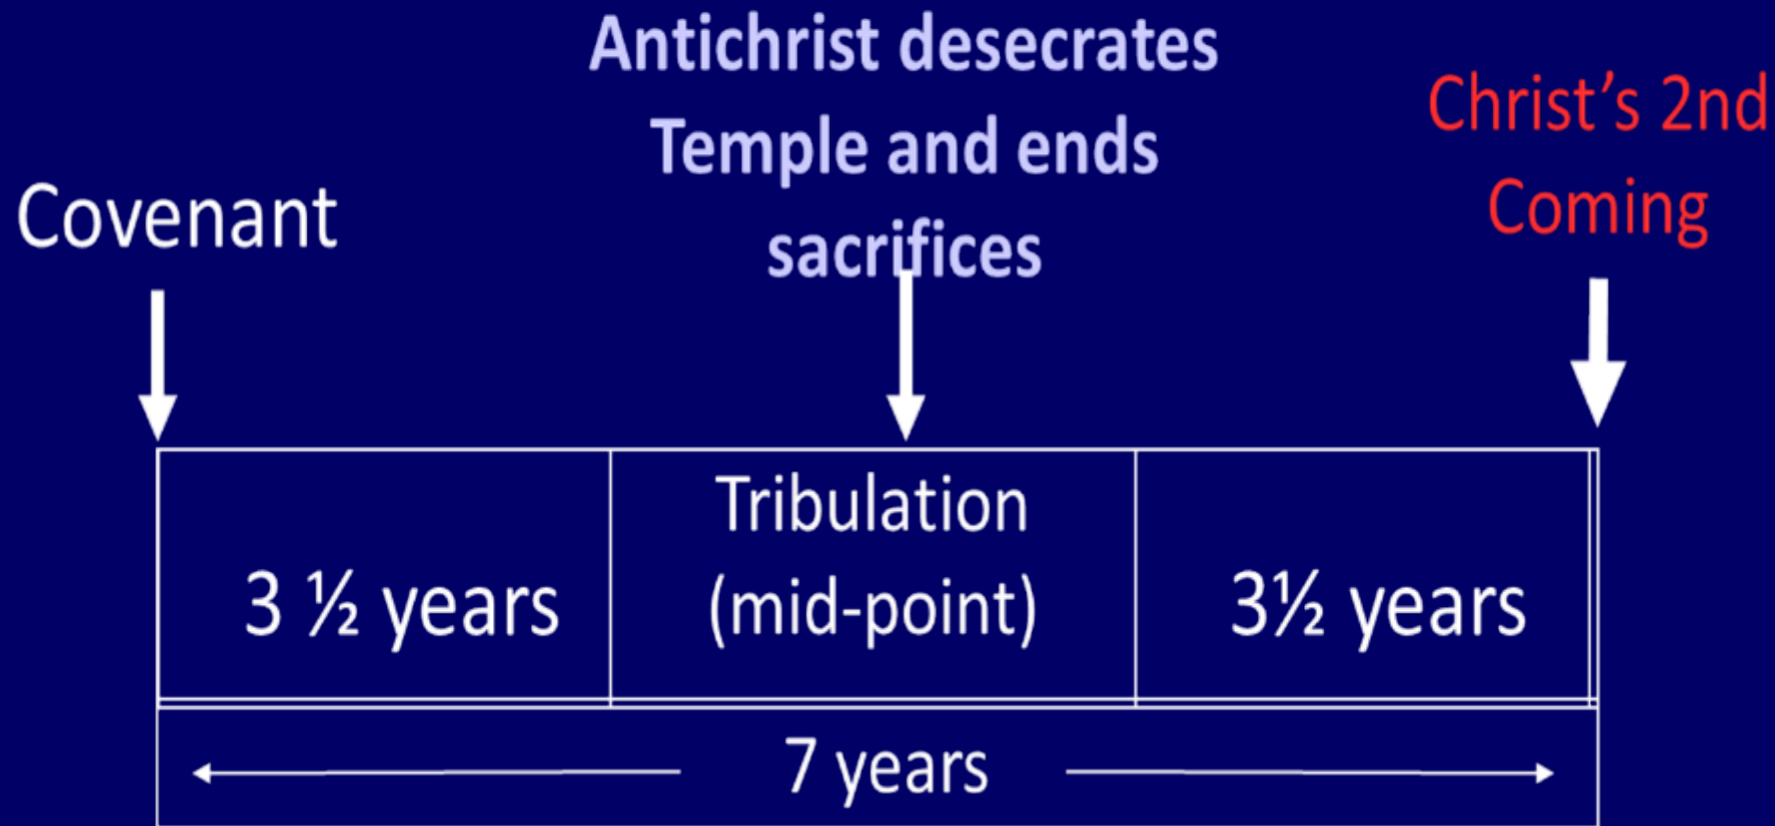 Antichrist desecrates
Temple and ends
sacrifices
Christ’s 2nd
Coming
Covenant
3 ½ years
Tribulation
(mid-point)
3½ years
7 years